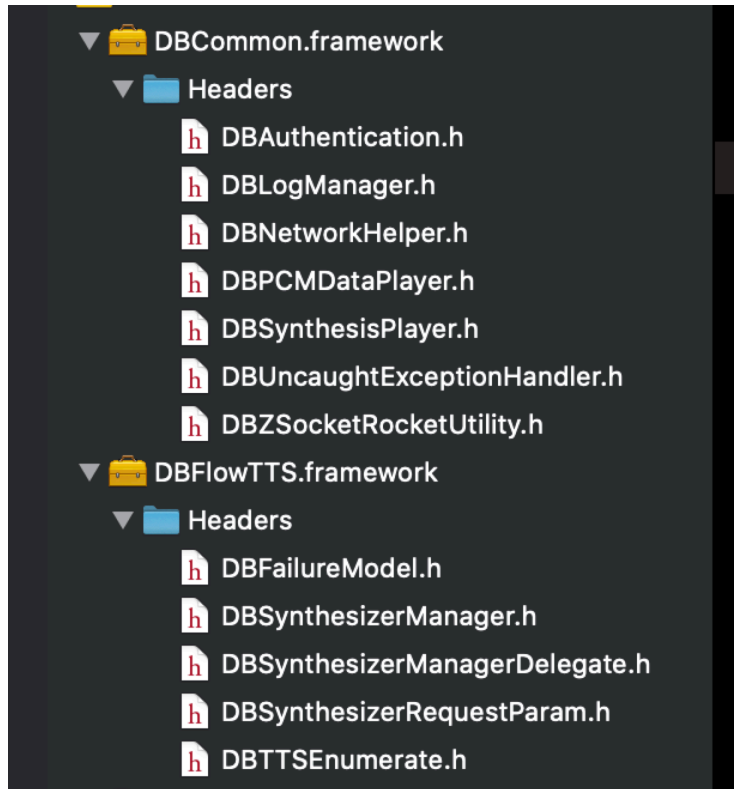 DBCommon.framework
Headers
h DBAuthentication.h
h DBLogManager.h
h DBNetworkHelper.h
h DBPCMDataPlayer.h
h DBSynthesisPlayer.h
h DBUncaughtExceptionHandler.h
h DBZSocketRocketUtility.h
DBFlowTTS.framework
Headers
h DBFailureModel.h
h DBSynthesizerManager.h
h DBSynthesizerManagerDelegate.h
h DBSynthesizerRequestParam.h
h DBTTSEnumerate.h